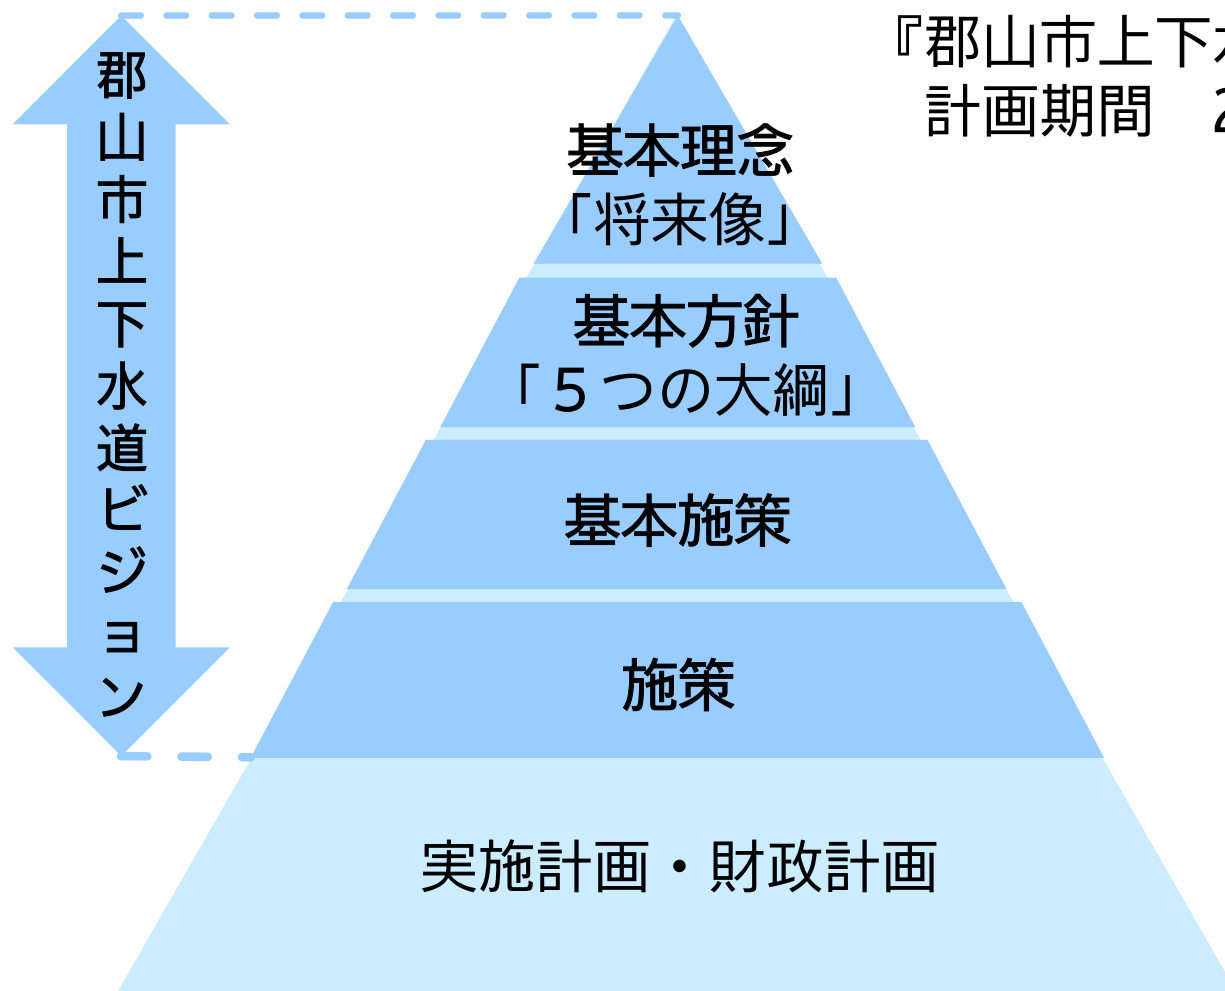 郡山市上下水道ビジョン
『郡山市上下
計画期間
基本理念
「将来像」
基本方針
「５つの大綱」
基本施策
施策
実施計画・財政計画